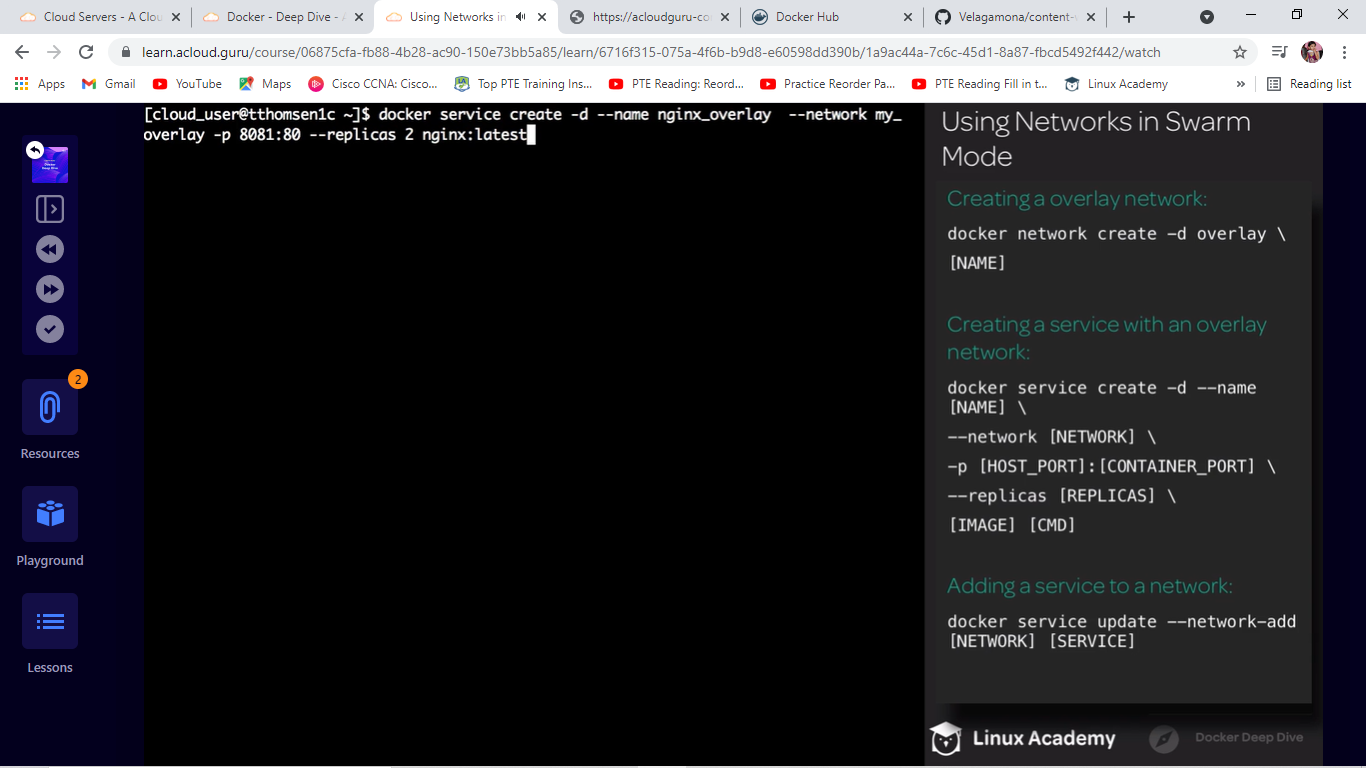 Cloud Servers - A Clou
Docker - Deep Dive - A
Using Networks in
https://acloudguru-co
Docker Hub
Velagamona/content-
learn.acloud.guru/course/06875cfa-fb88-4b28-ac90-150e73bb5a85/learn/6716f315-075a-4f6b-b9d8-e60598dd390b/1a9ac44a-7c6c-45d1-8a87-fbcd5492f442/watch
Apps
Gmail
YouTube
Maps
Cisco CCNA: Cisco...
Top PTE Training Ins...
PTE Reading: Reord...
Practice Reorder Pa...
PTE Reading Fill in t...
Linux Academy
»
Reading list
[cloud_user@tthomsen1c ~]$ docker service create -d --name nginx_overlay  --network my_
overlay -p 8081:80 --replicas 2 nginx:latest
2
Resources
Playground
Lessons
Using Networks in Swarm
Mode
Creating a overlay network:
docker network create -d overlay \
[NAME]
Creating a service with an overlay
network:
docker service create -d --name
[NAME] \
--network [NETWORK] \
-p [HOST_PORT]:[CONTAINER_PORT] \
--replicas [REPLICAS] \
[IMAGE] [CMD]
Adding a service to a network:
docker service update --network-add
[NETWORK] [SERVICE]
Linux Academy
Docker Deep Dive